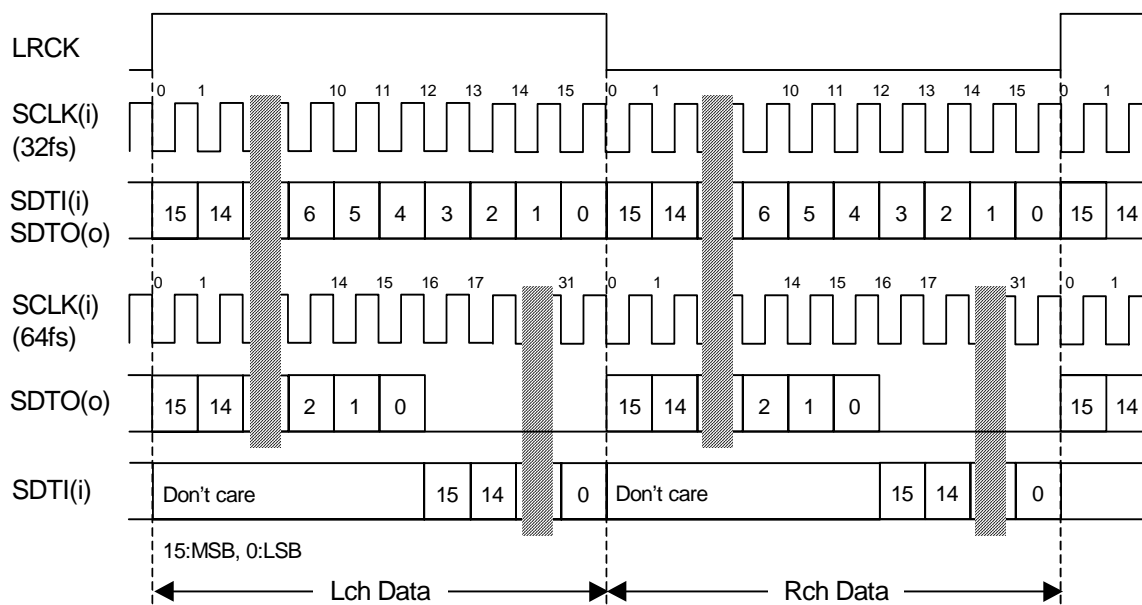 LRCK
0 1 10 11 12 13 14 15 0 1 10 11 12 13 14 15 0 1
SCLK(i)
(32fs)
SDTI(i)
SDTO(o)
15 14 6 5 4 3 2 1 0 15 14 6 5 4 3 2 1 0 15 14
0 1 14 15 16 17 31 0 1 14 15 16 17 31 0 1
SCLK(i)
(64fs)
SDTO(o) 15 14 2 1 0 15 14 2 1 0 15 14
SDTI(i) Don't care 15 14 0 Don't care 15 14 0
15:MSB, 0:LSB
Lch Data Rch Data